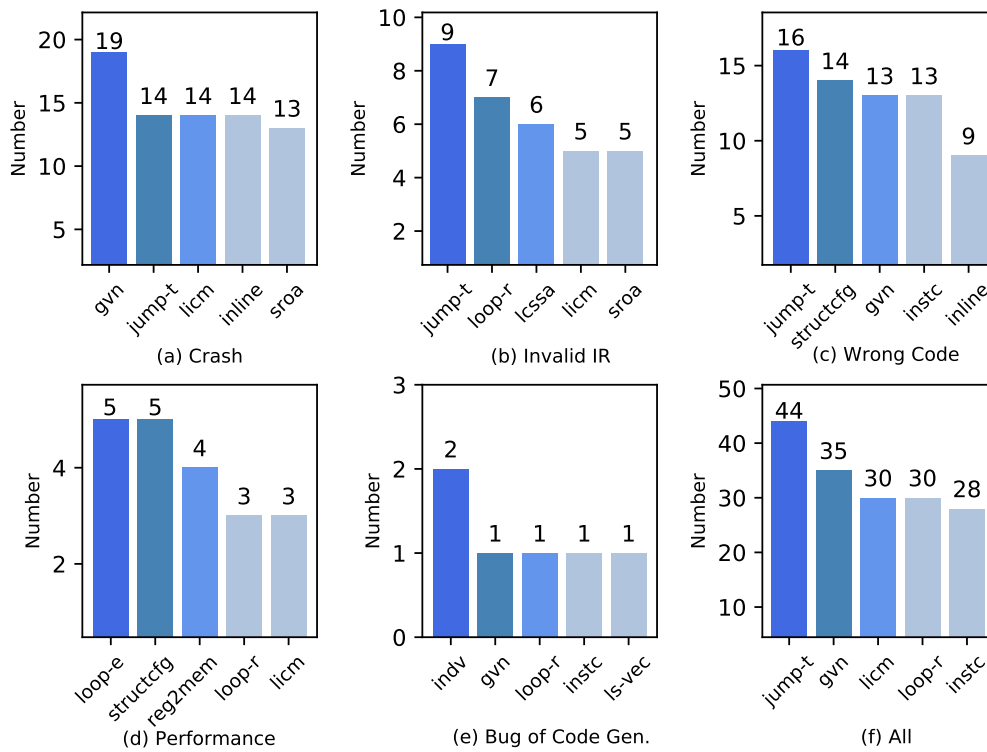 Number
20
15
10
5
19
14
14
14
13
gvn
jump-t
licm
inline
sroa
(a) Crash
Number
10
8
6
4
2
9
7
6
5
5
jump-t
loop-r
lcssa
licm
sroa
(b) Invalid IR
Number
15
10
5
16
14
13
13
9
jump-t
structcfg
gvn
instc
inline
(c) Wrong Code
Number
4
2
5
5
4
3
3
loop-e
structcfg
reg2mem
loop-r
licm
(d) Performance
Number
3
2
1
0
2
1
1
1
1
indv
gvn
loop-r
instc
ls-vec
(e) Bug of Code Gen.
Number
50
40
30
20
10
44
35
30
30
28
jump-t
gvn
licm
loop-r
instc
(f) All